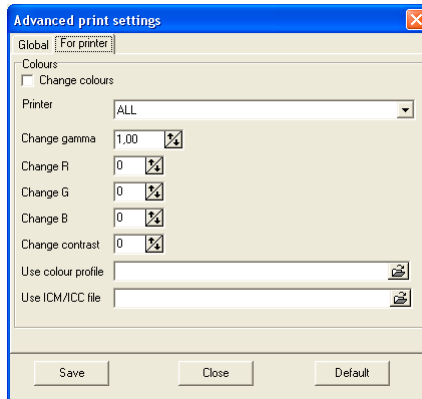 Advanced print settings
Global For printer
Colours
Change colours
Printer ALL
Change gamma 1,00
Change R 0
Change G 0
Change B 0
Change contrast 0
Use colour profile
Use ICM/ICC file
Save Close Default